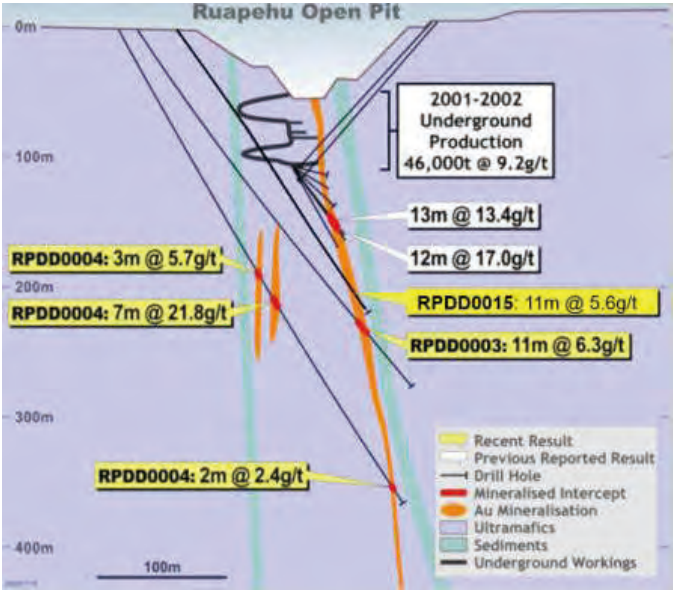 Ruapehu Open Pit
0m
2001-2002
Underground
Production
46,000t @ 9.2g/t
100m
13m @ 13.4g/t
12m @ 17.0g/t
RPDD0004: 3m @ 5.7g/t
200m
RPDD0015: 11m @ 5.6g/t
RPDD0004: 7m @ 21.8g/t
RPDD0003: 11m @ 6.3g/t
300m
Recent Result
Previous Reported Result
Drill Hole
RPDD0004: 2m @ 2.4g/t
Mineralised Intercept
Au Mineralisation
Ultramafics
400m
Sediments
100m
Underground Workings